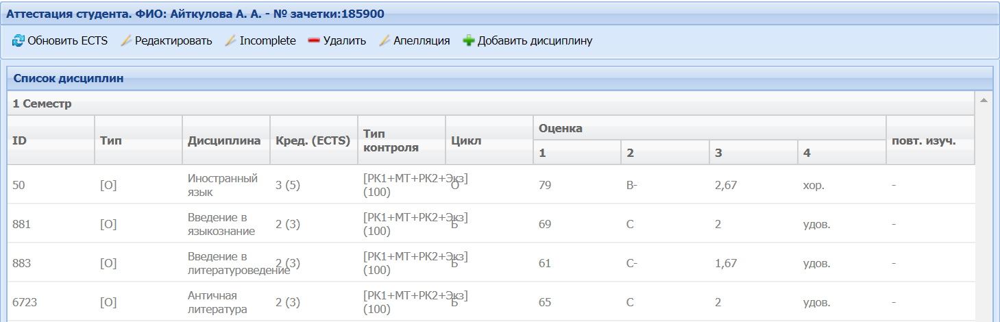 Аттестация студента. ФИО: Айткулова А. А. - № зачетки:185900
Обновить ECTS Редактировать Incomplete Удалить Апелляция Добавить дисциплину
Список дисциплин
1 Семестр
ID Тип Дисциплина Кред. (ECTS) Тип контроля Цикл Оценка повт. изуч.
1 2 3 4
50 [О] Иностранный язык 3 (5) [РК1+МТ+РК2+Экз] (100) О 79 B- 2,67 хор. -
881 [О] Введение в языкознание 2 (3) [РК1+МТ+РК2+Экз] (100) Б 69 C 2 удов. -
883 [О] Введение в литературоведение 2 (3) [РК1+МТ+РК2+Экз] (100) Б 61 C- 1,67 удов. -
6723 [О] Античная литература 2 (3) [РК1+МТ+РК2+Экз] (100) Б 65 C 2 удов. -